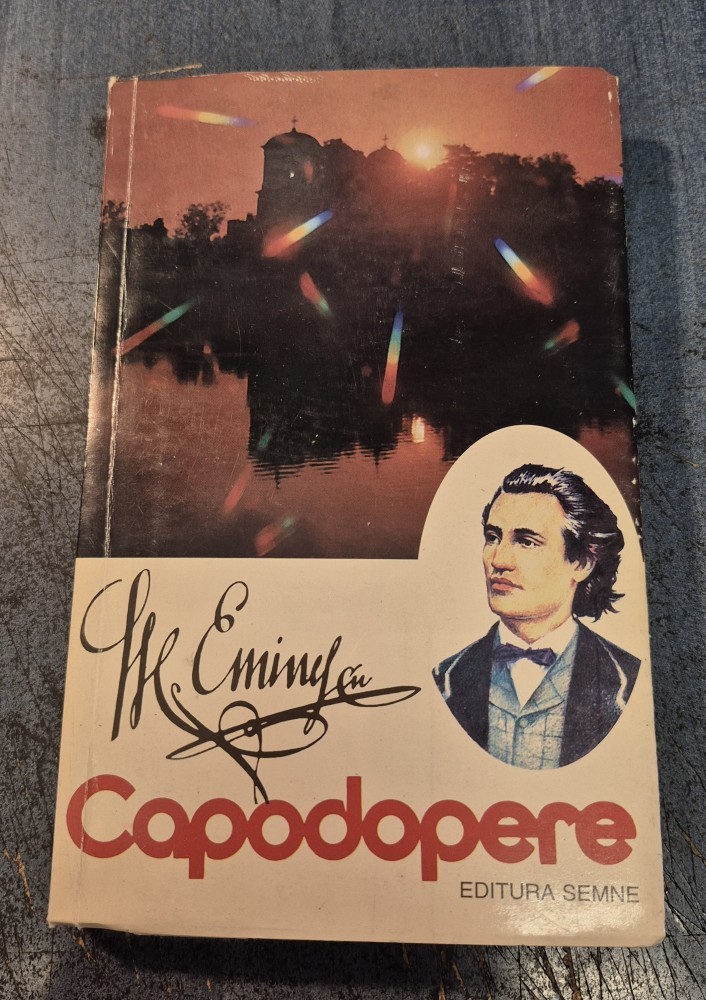 M. Eminescu
Capodopere
EDITURA SEMNE